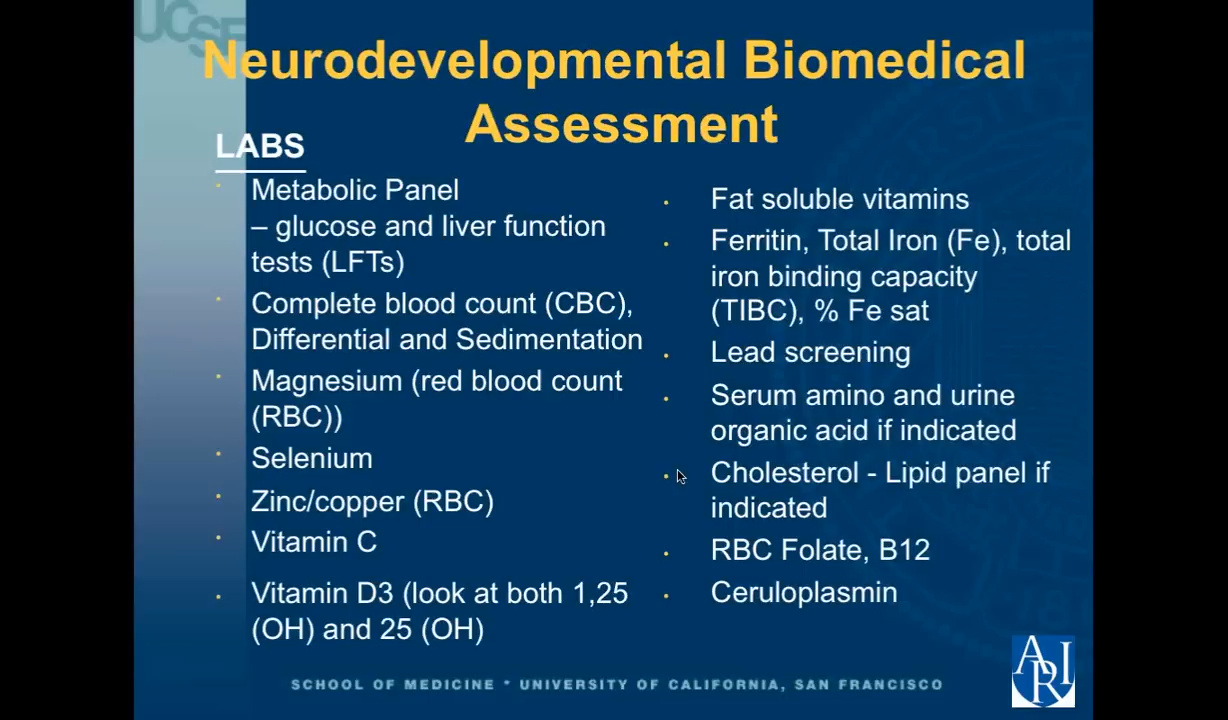 UCSF
Neurodevelopmental Biomedical
Assessment
LABS
Metabolic Panel
– glucose and liver function
tests (LFTs)
Complete blood count (CBC),
Differential and Sedimentation
Magnesium (red blood count
(RBC))
Selenium
Zinc/copper (RBC)
Vitamin C
Vitamin D3 (look at both 1,25
(OH) and 25 (OH)
Fat soluble vitamins
Ferritin, Total Iron (Fe), total
iron binding capacity
(TIBC), % Fe sat
Lead screening
Serum amino and urine
organic acid if indicated
Cholesterol - Lipid panel if
indicated
RBC Folate, B12
Ceruloplasmin
SCHOOL OF MEDICINE * UNIVERSITY OF CALIFORNIA, SAN FRANCISCO
ARI